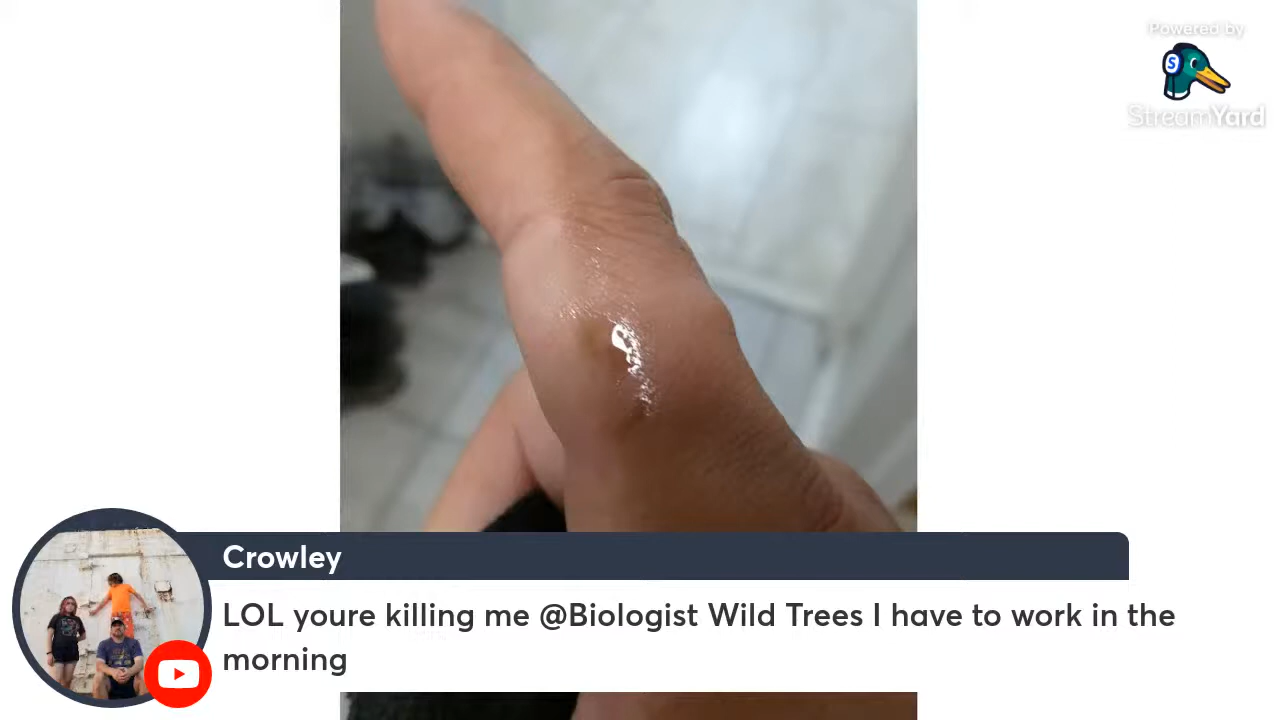 Powered by
StreamYard
Crowley
LOL youre killing me @Biologist Wild Trees I have to work in the
morning